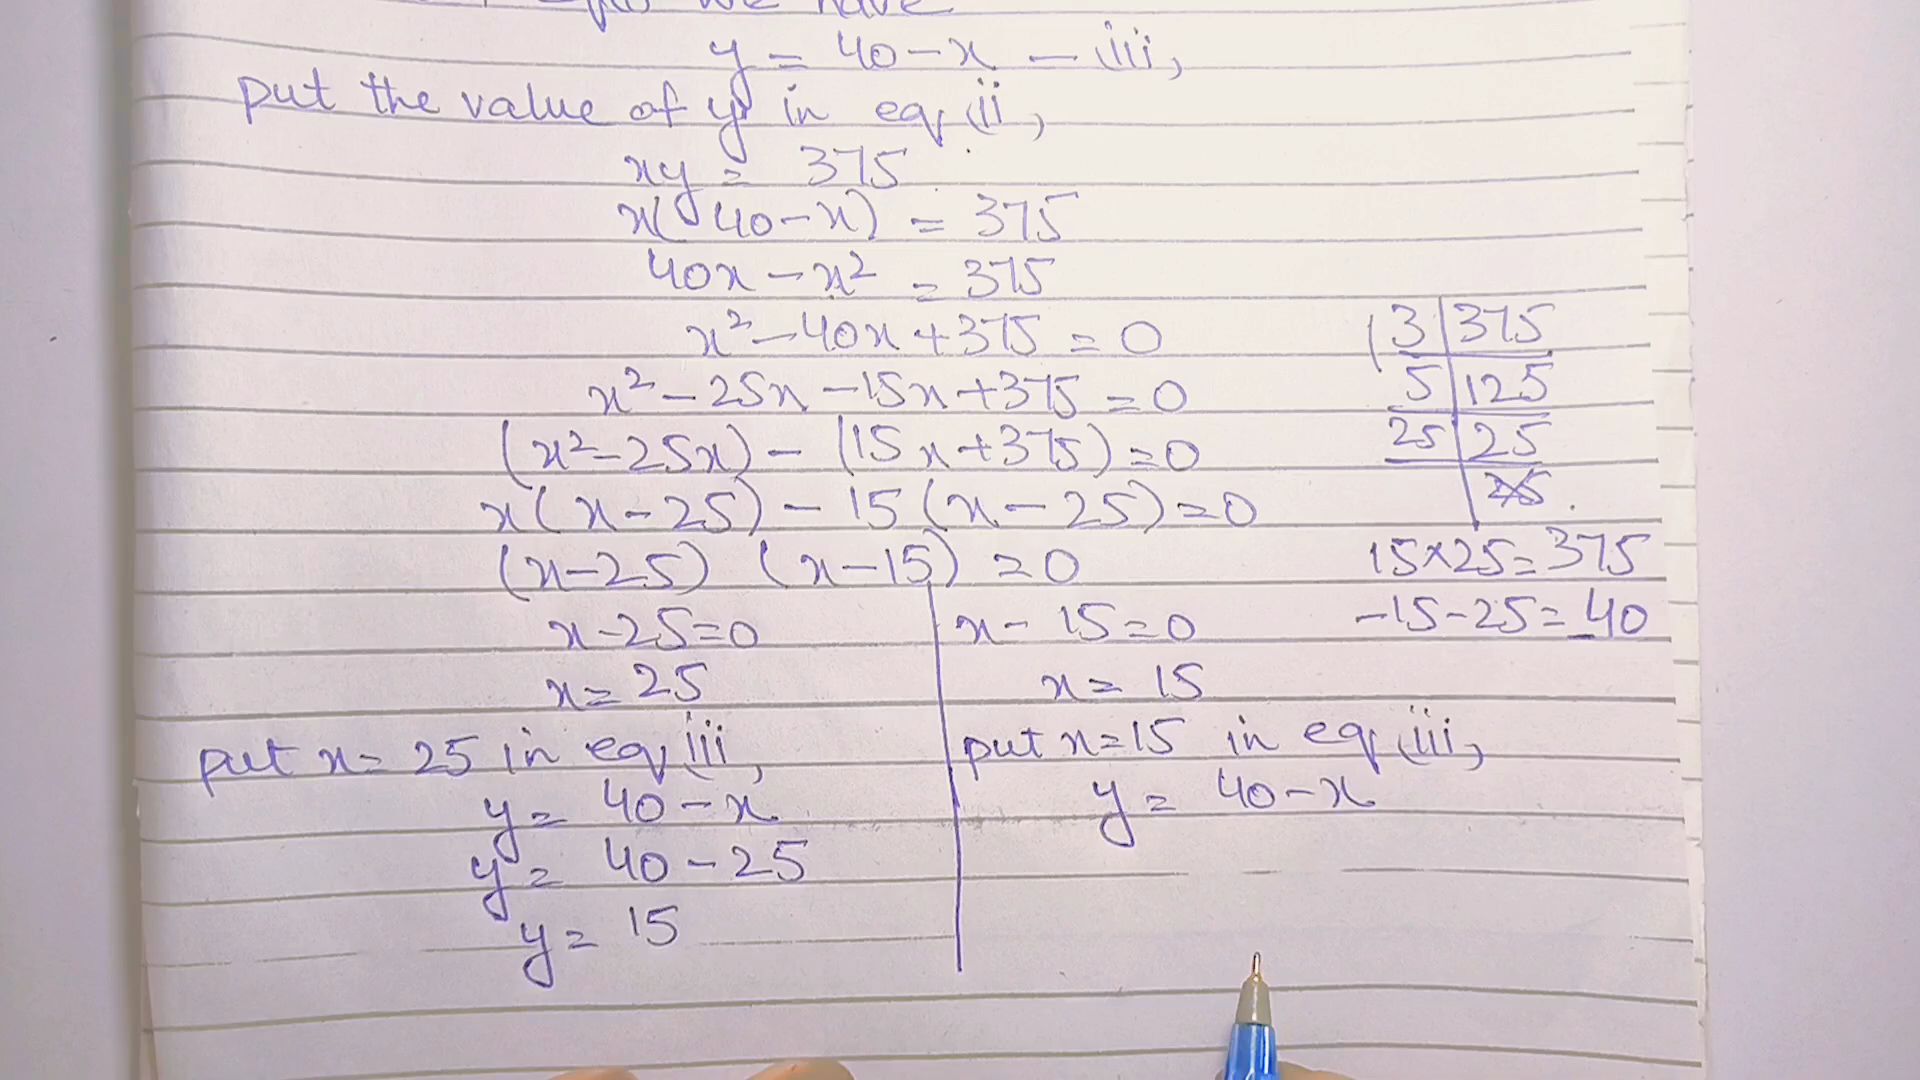 eqn we have
y = 40-x - iii,
put the value of y in eq (ii,
xy = 375
x(40-x) = 375
40x - x² = 375
x² - 40x + 375 = 0
x² - 25x - 15x + 375 = 0
(x² - 25x) - (15x + 375) = 0
x(x - 25) - 15(x - 25) = 0
(x - 25) (x - 15) = 0
x - 25 = 0
x = 25
put x = 25 in eq (iii,
y = 40 - x
y = 40 - 25
y = 15
x - 15 = 0
x = 15
put x = 15 in eq (iii,
y = 40 - x
3 | 375
5 | 125
25 | 25
15×25 = 375
-15-25 = -40